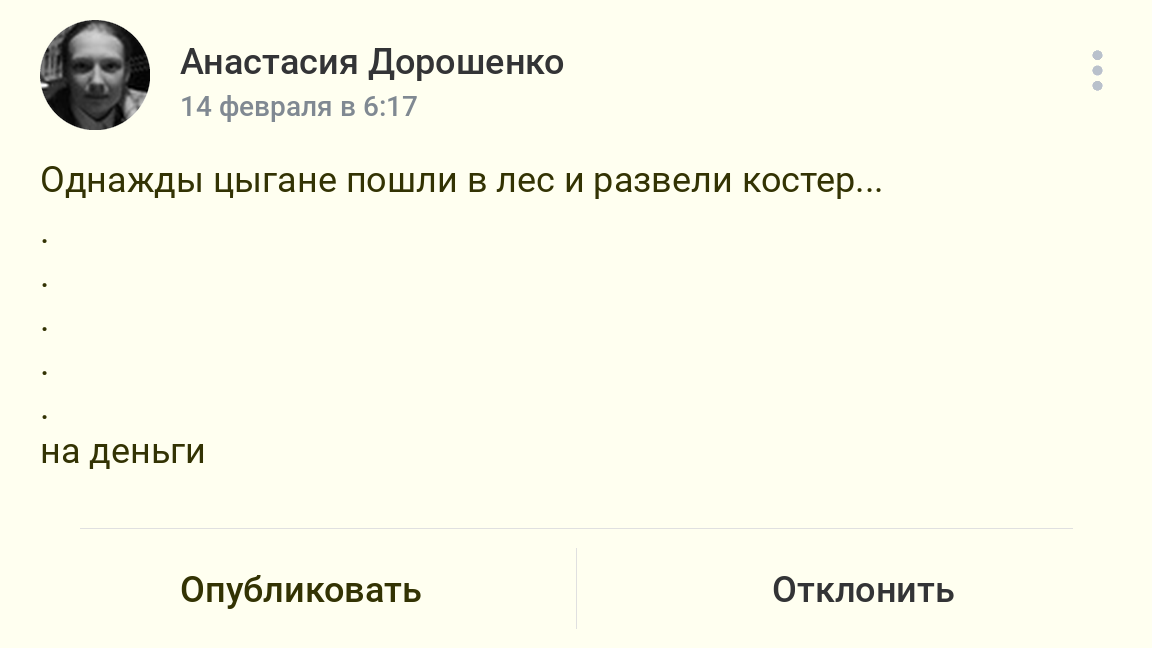 Анастасия Дорошенко
14 февраля в 6:17
Однажды цыгане пошли в лес и развели костер...
.
.
.
.
.
на деньги
Опубликовать
Отклонить